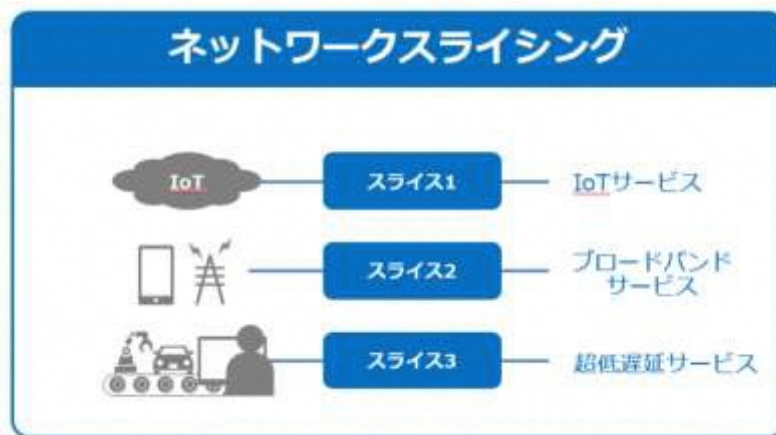 ネットワークスライシング
IoT
スライス1
IoTサービス
スライス2
ブロードバンド
サービス
スライス3
超低遅延サービス